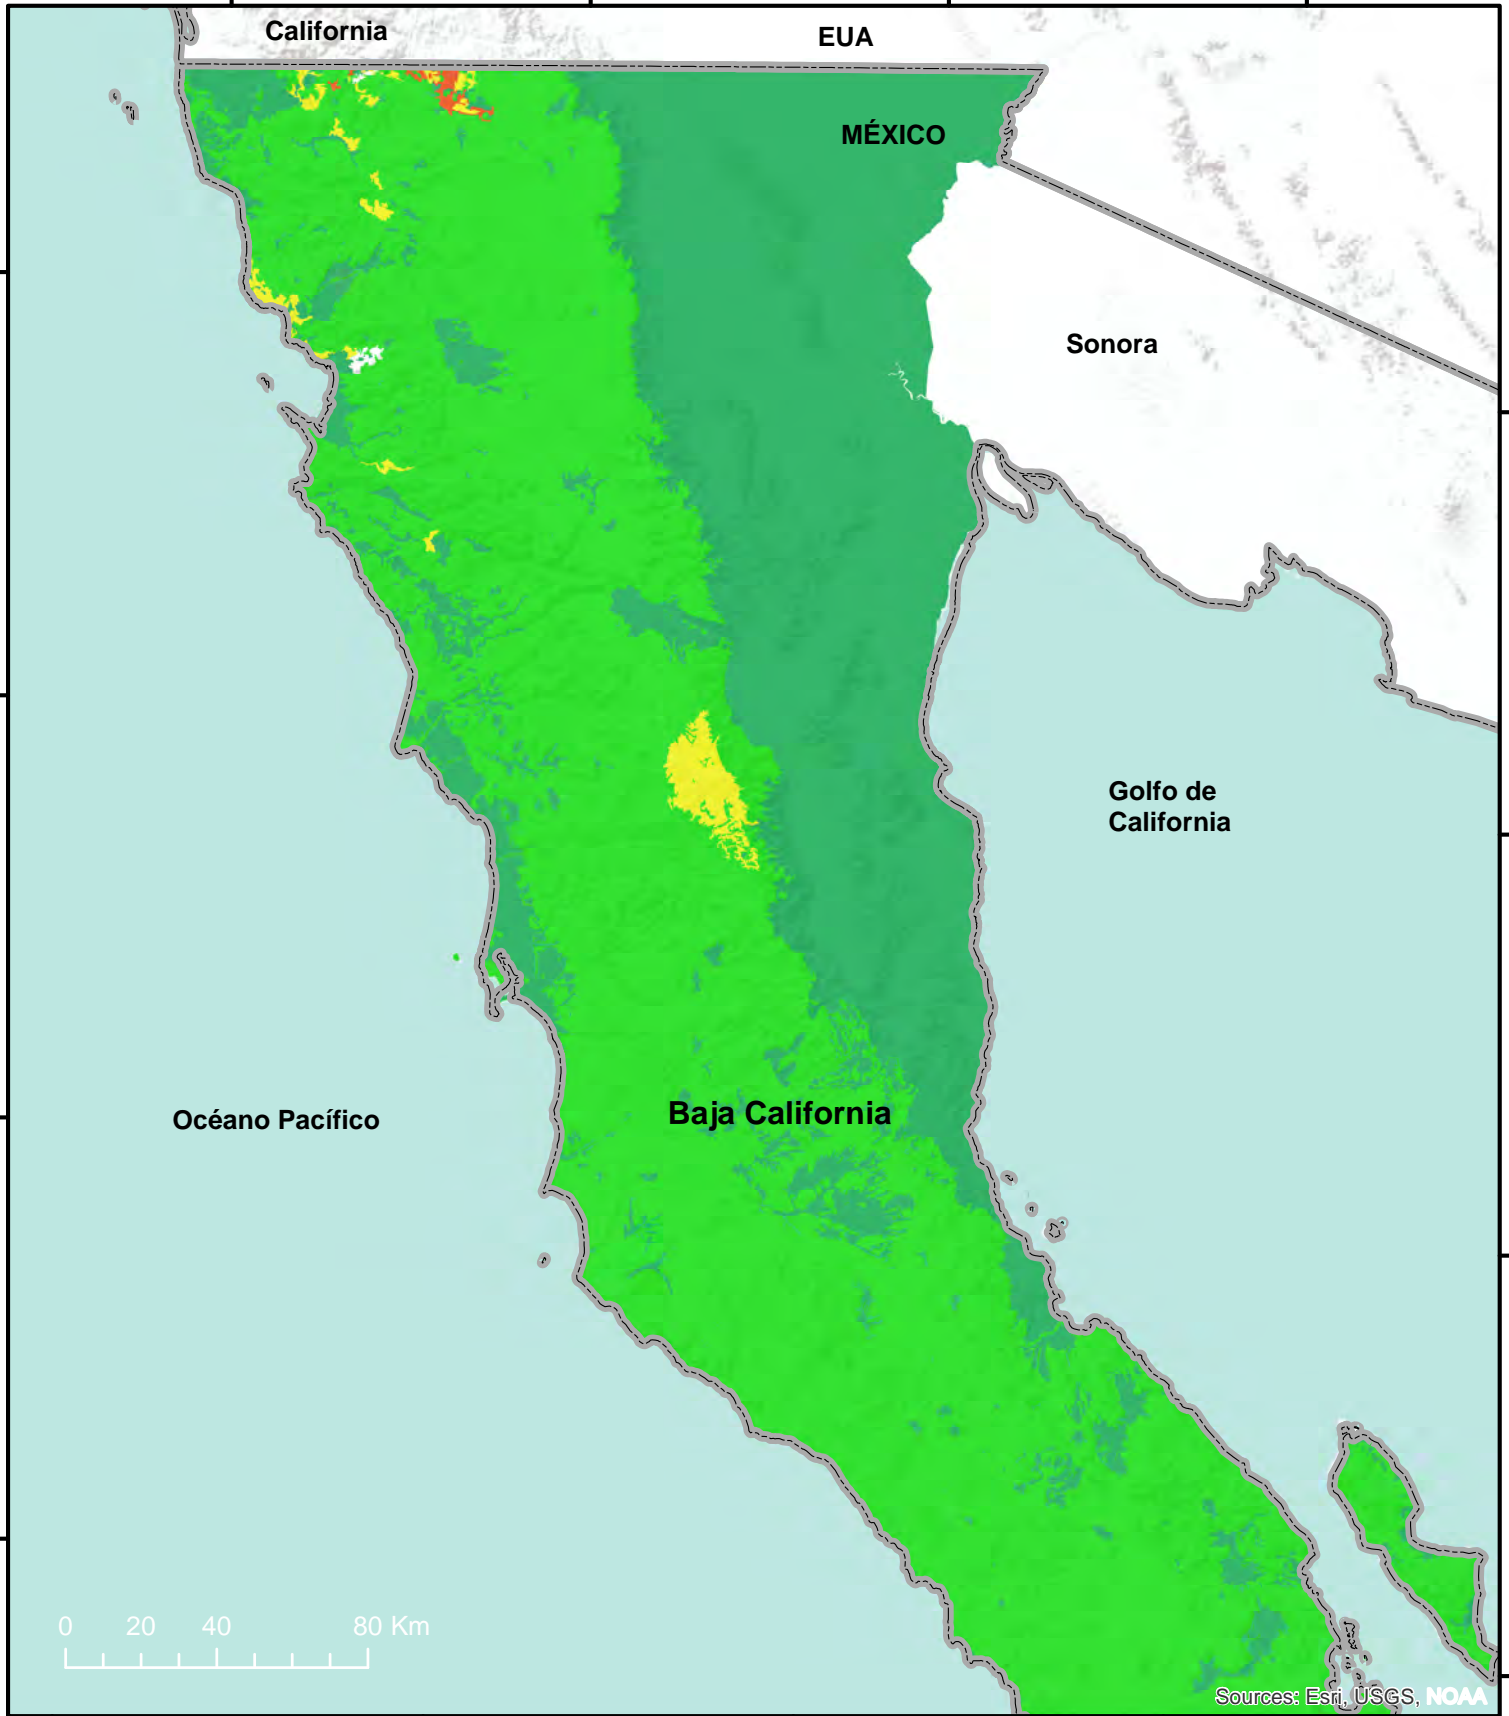 California
EUA
MÉXICO
Sonora
Golfo de
California
Océano Pacífico
Baja California
0 20 40 80 Km
Sources: Esri, USGS, NOAA